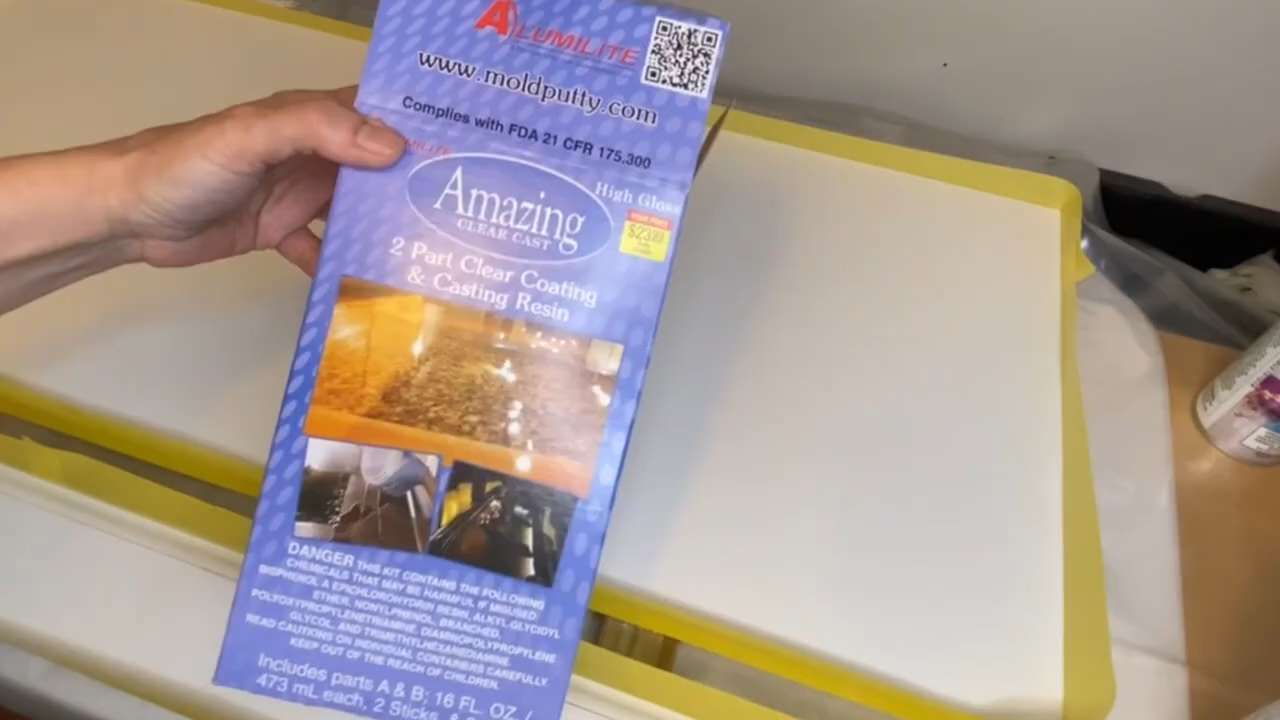 ALUMILITE
www.moldputty.com
Complies with FDA 21 CFR 175.300
Amazing
CLEAR CAST
High Gloss
$23.99
2 Part Clear Coating
& Casting Resin
DANGER THIS KIT CONTAINS THE FOLLOWING
CHEMICALS THAT MAY BE HARMFUL IF MISUSED
BISPHENOL A EPICHLOROHYDRIN RESIN, ALKYL GLYCIDYL
ETHER, NONYLPHENOL, BRANCHED,
POLYOXYPROPYLENETRIAMINE, DIAMINOPOLYPROPYLENE
GLYCOL, AND TRIMETHYLHEXANEDIAMINE.
READ CAUTIONS ON INDIVIDUAL CONTAINERS CAREFULLY.
KEEP OUT OF THE REACH OF CHILDREN.
Includes parts A & B; 16 FL. OZ. /
473 mL each, 2 Sticks, &